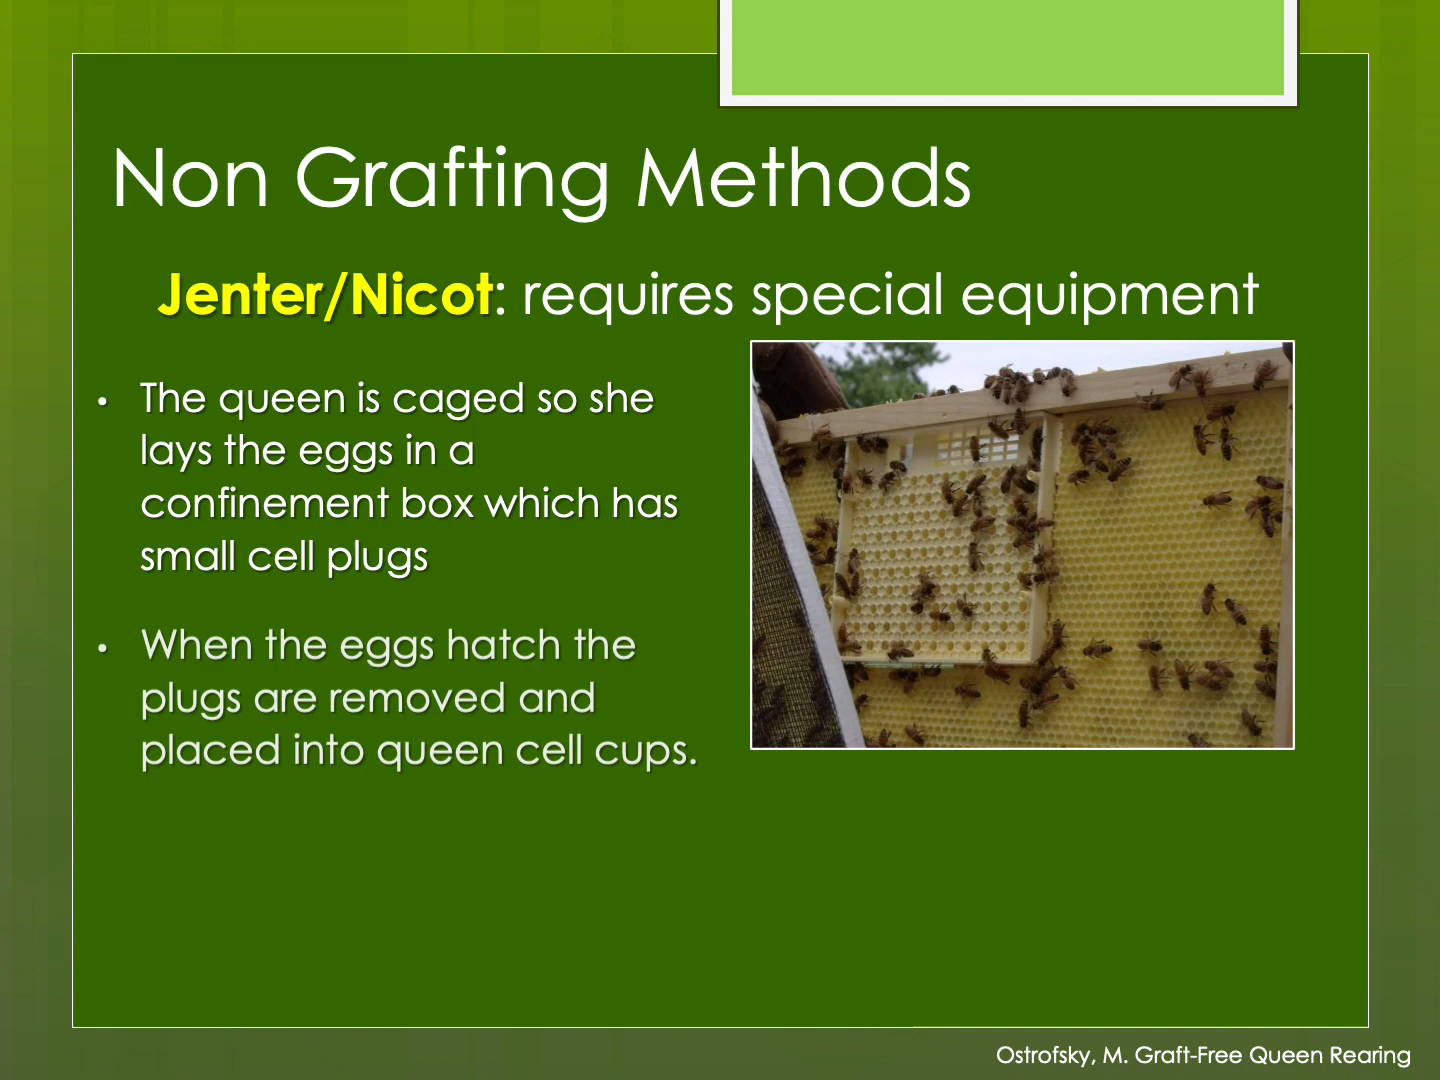 Non Grafting Methods
Jenter/Nicot: requires special equipment
• The queen is caged so she
lays the eggs in a
confinement box which has
small cell plugs
• When the eggs hatch the
plugs are removed and
placed into queen cell cups.
Ostrofsky, M. Graft-Free Queen Rearing